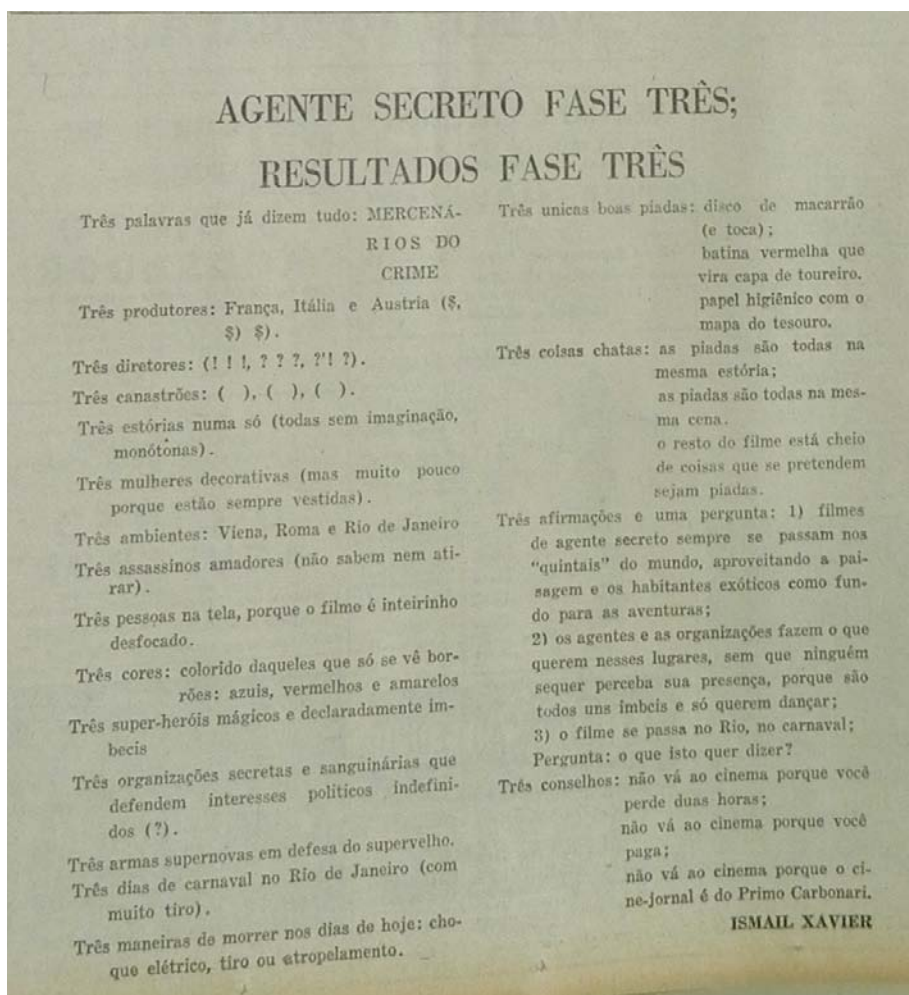 AGENTE SECRETO FASE TRÊS;
RESULTADOS FASE TRÊS
Três palavras que já dizem tudo: MERCENÁ-
RIOS DO
CRIME
Três produtores: França, Itália e Austria ($,
$) $).
Três diretores: (! ! !, ? ? ?, ?'! ?).
Três canastrões: ( ), ( ), ( ).
Três estórias numa só (todas sem imaginação,
monótonas).
Três mulheres decorativas (mas muito pouco
porque estão sempre vestidas).
Três ambientes: Viena, Roma e Rio de Janeiro
Três assassinos amadores (não sabem nem ati-
rar).
Três pessoas na tela, porque o filme é inteirinho
desfocado.
Três cores: colorido daqueles que só se vê bor-
rões: azuis, vermelhos e amarelos
Três super-heróis mágicos e declaradamente im-
becis
Três organizações secretas e sanguinárias que
defendem interesses politicos indefini-
dos (?).
Três armas supernovas em defesa do supervelho.
Três dias de carnaval no Rio de Janeiro (com
muito tiro).
Três maneiras de morrer nos dias de hoje: cho-
que elétrico, tiro ou atropelamento.
Três unicas boas piadas: disco de macarrão
(e toca);
batina vermelha que
vira capa de toureiro.
papel higiênico com o
mapa do tesouro.
Três coisas chatas: as piadas são todas na
mesma estória;
as piadas são todas na mes-
ma cena.
o resto do filme está cheio
de coisas que se pretendem
sejam piadas.
Três afirmações e uma pergunta: 1) filmes
de agente secreto sempre se passam nos
"quintais" do mundo, aproveitando a pai-
sagem e os habitantes exóticos como fun-
do para as aventuras;
2) os agentes e as organizações fazem o que
querem nesses lugares, sem que ninguém
sequer perceba sua presença, porque são
todos uns imbcis e só querem dançar;
3) o filme se passa no Rio, no carnaval;
Pergunta: o que isto quer dizer?
Três conselhos: não vá ao cinema porque você
perde duas horas;
não vá ao cinema porque você
paga;
não vá ao cinema porque o ci-
ne-jornal é do Primo Carbonari.
ISMAIL XAVIER